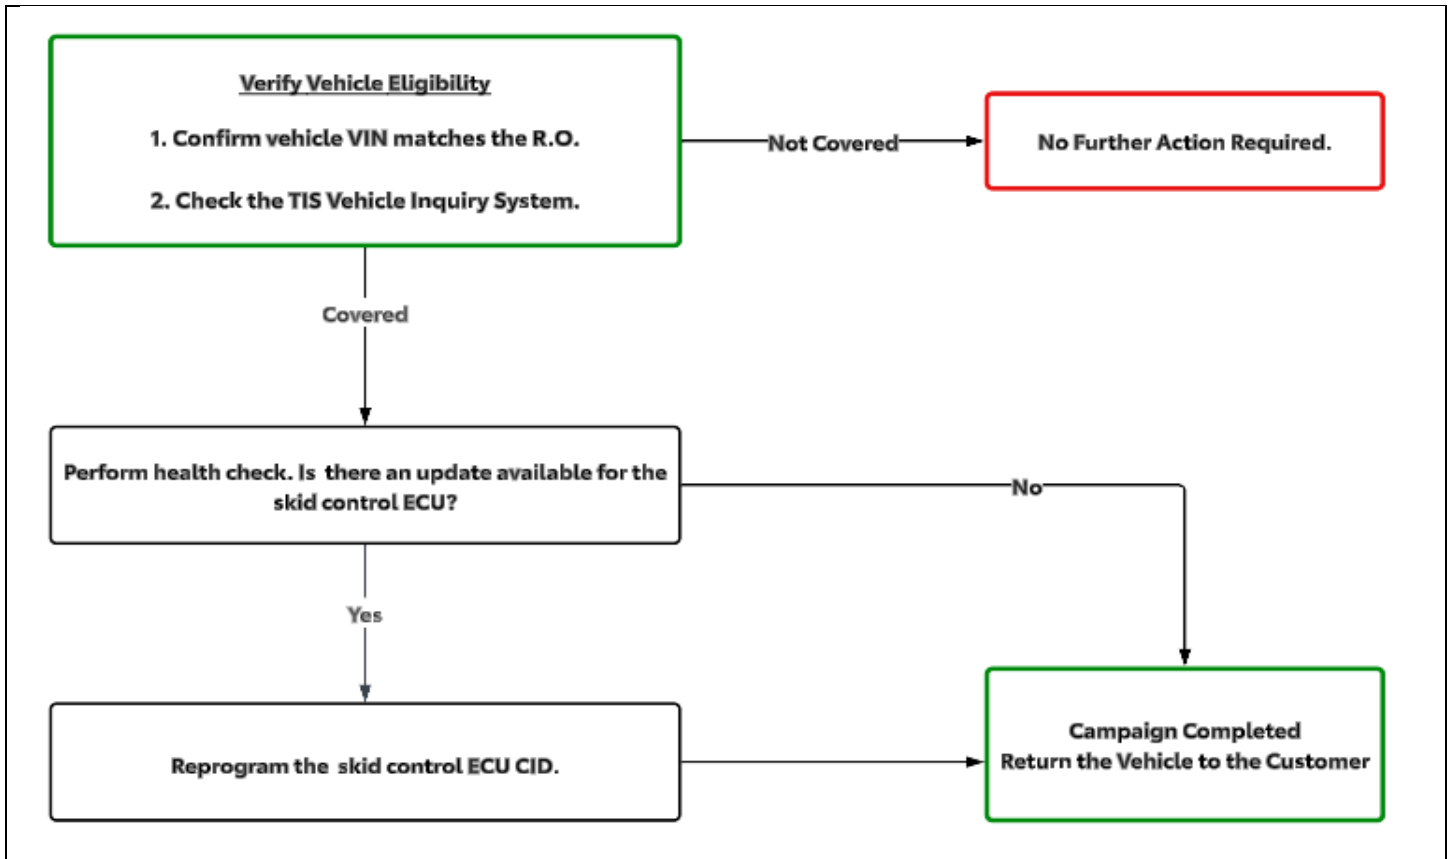 Verify Vehicle Eligibility
1. Confirm vehicle VIN matches the R.O.
2. Check the TIS Vehicle Inquiry System.
Not Covered
No Further Action Required.
Covered
Perform health check. Is there an update available for the
skid control ECU?
No
Yes
Reprogram the skid control ECU CID.
Campaign Completed
Return the Vehicle to the Customer